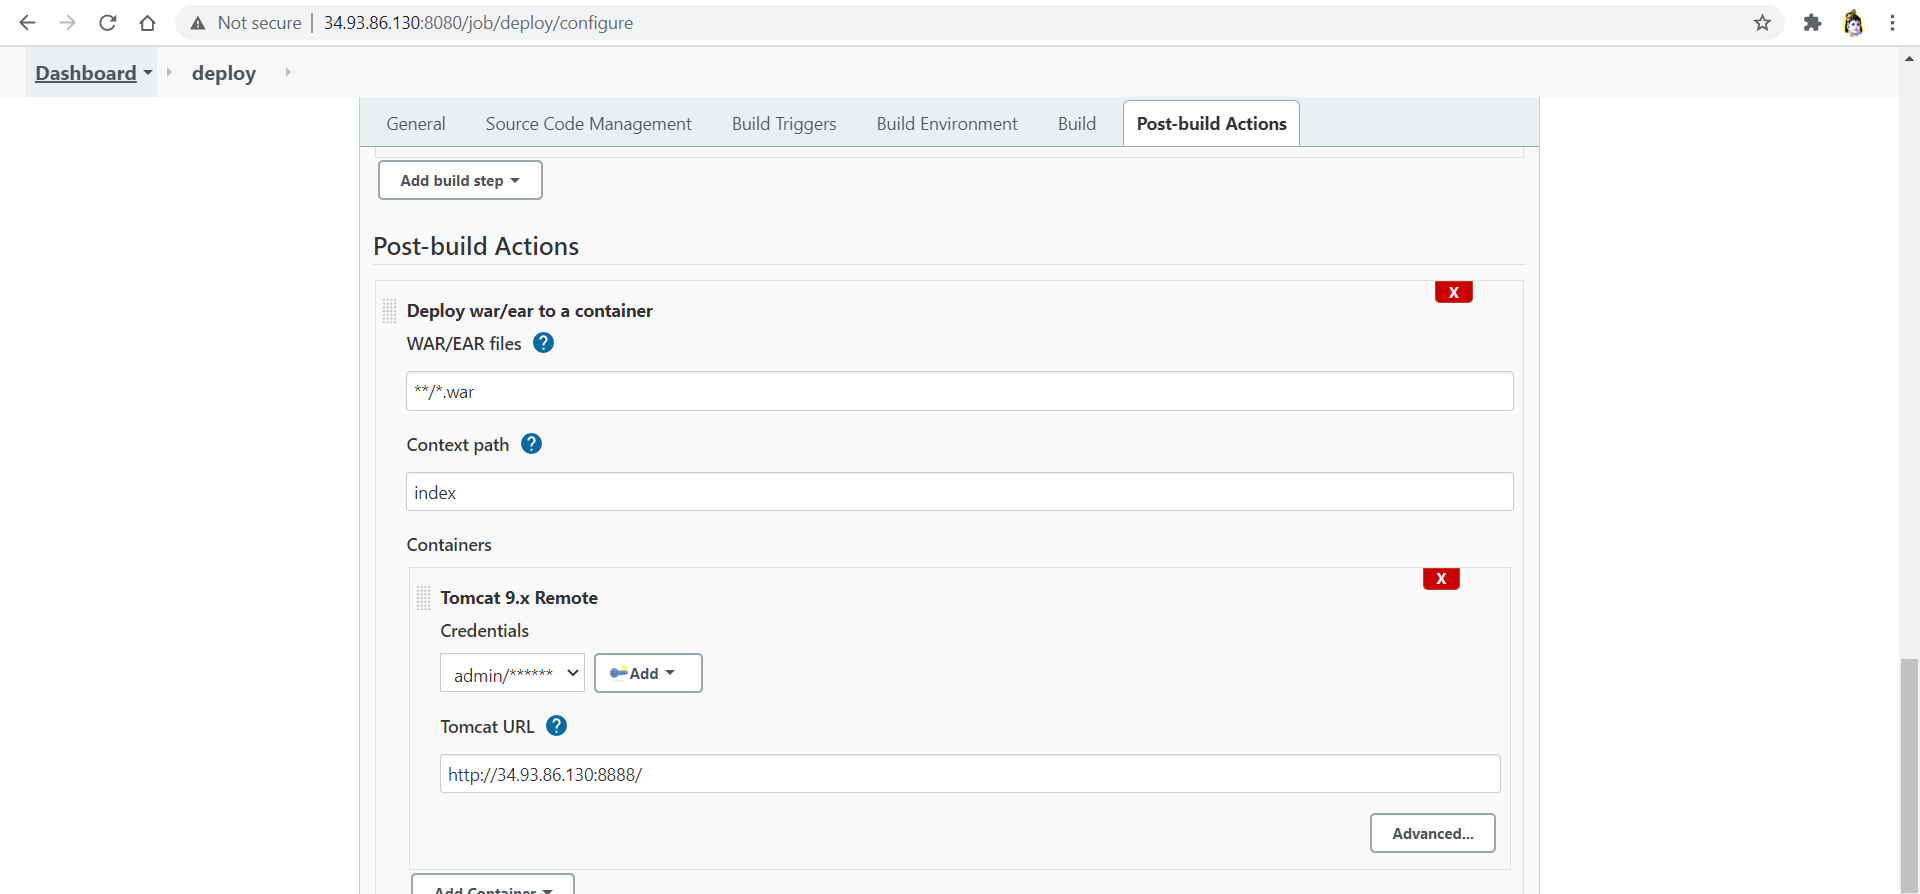 Not secure | 34.93.86.130:8080/job/deploy/configure
Dashboard deploy
General Source Code Management Build Triggers Build Environment Build Post-build Actions
Add build step
Post-build Actions
X
Deploy war/ear to a container
WAR/EAR files ?
**/*.war
Context path ?
index
Containers
X
Tomcat 9.x Remote
Credentials
admin/****** Add
Tomcat URL ?
http://34.93.86.130:8888/
Advanced...
Add Container